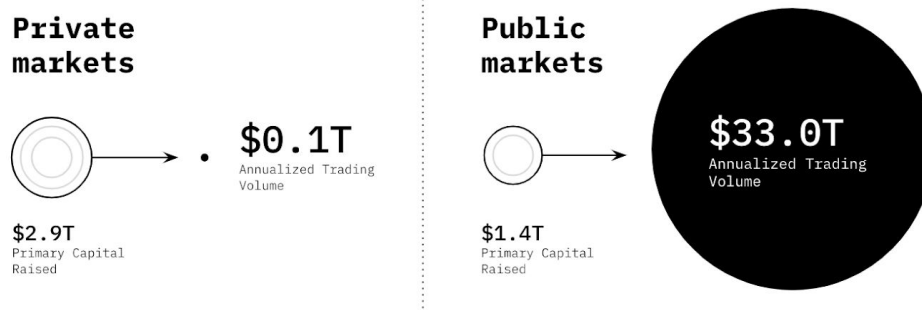 Private
markets
$0.1T
Annualized Trading
Volume
$2.9T
Primary Capital
Raised
Public
markets
$33.0T
Annualized Trading
Volume
$1.4T
Primary Capital
Raised